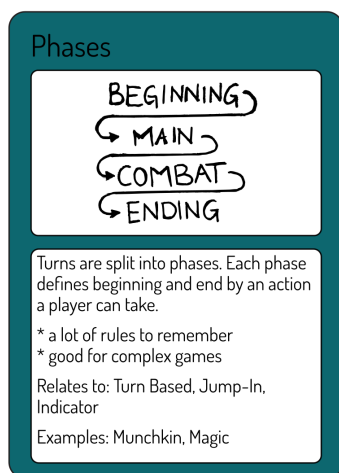 Phases
BEGINNING
MAIN
COMBAT
ENDING
Turns are split into phases. Each phase
defines beginning and end by an action
a player can take.
* a lot of rules to remember
* good for complex games
Relates to: Turn Based, Jump-In,
Indicator
Examples: Munchkin, Magic